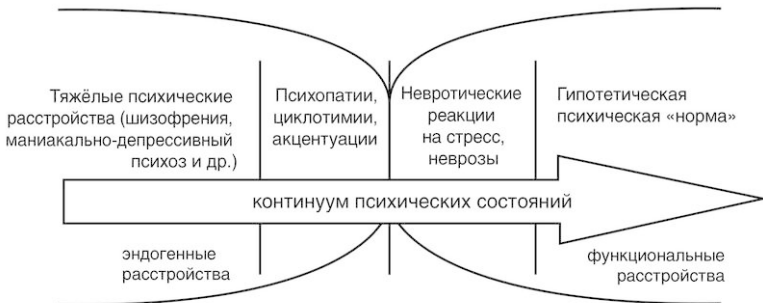 Тяжёлые психические
расстройства (шизофрения,
маниакально-депрессивный
психоз и др.)
Психопатии,
циклотимии,
акцентуации
Невротические
реакции
на стресс,
неврозы
Гипотетическая
психическая «норма»
континуум психических состояний
эндогенные
расстройства
функциональные
расстройства